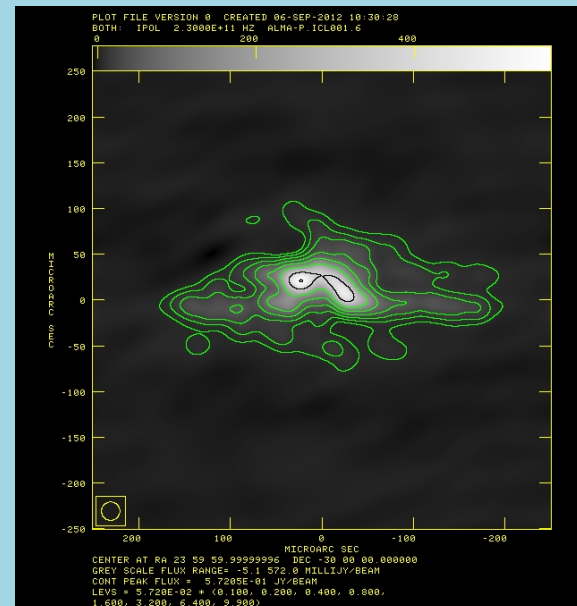 PLOT FILE VERSION 0 CREATED 06-SEP-2012 10:30:28
BOTH: IPOL 2.3000E+11 HZ ALMA-P.ICL001.6
0 200 400
250
200
150
100
50
0
-50
-100
-150
-200
-250
MICROARC SEC
200 100 0 -100 -200
MICROARC SEC
CENTER AT RA 23 59 59.99999996 DEC -30 00 00.000000
GREY SCALE FLUX RANGE= -5.1 572.0 MILLIJY/BEAM
CONT PEAK FLUX = 5.7205E-01 JY/BEAM
LEVS = 5.720E-02 * (0.100, 0.200, 0.400, 0.800,
1.600, 3.200, 6.400, 9.900)